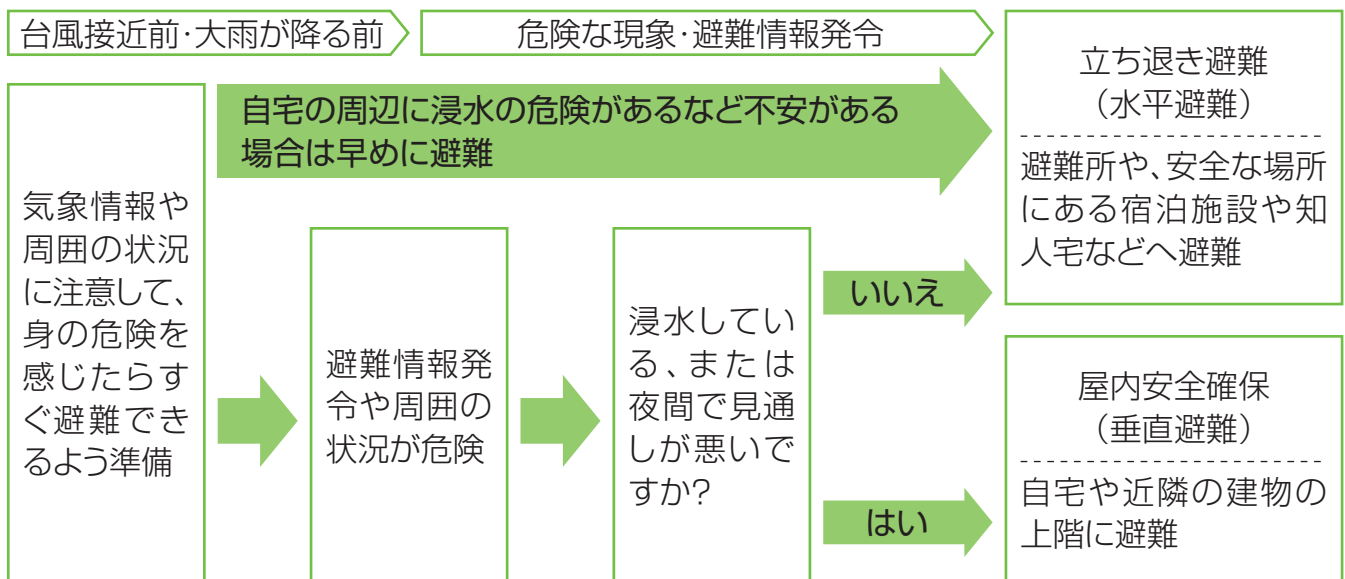 台風接近前・大雨が降る前
危険な現象・避難情報発令
気象情報や
周囲の状況
に注意して、
身の危険を
感じたらす
ぐ避難でき
るよう準備
自宅の周辺に浸水の危険があるなど不安がある
場合は早めに避難
避難情報発
令や周囲の
状況が危険
浸水してい
る、または
夜間で見通
しが悪いで
すか?
いいえ
はい
立ち退き避難
（水平避難）
避難所や、安全な場所
にある宿泊施設や知
人宅などへ避難
屋内安全確保
（垂直避難）
自宅や近隣の建物の
上階に避難